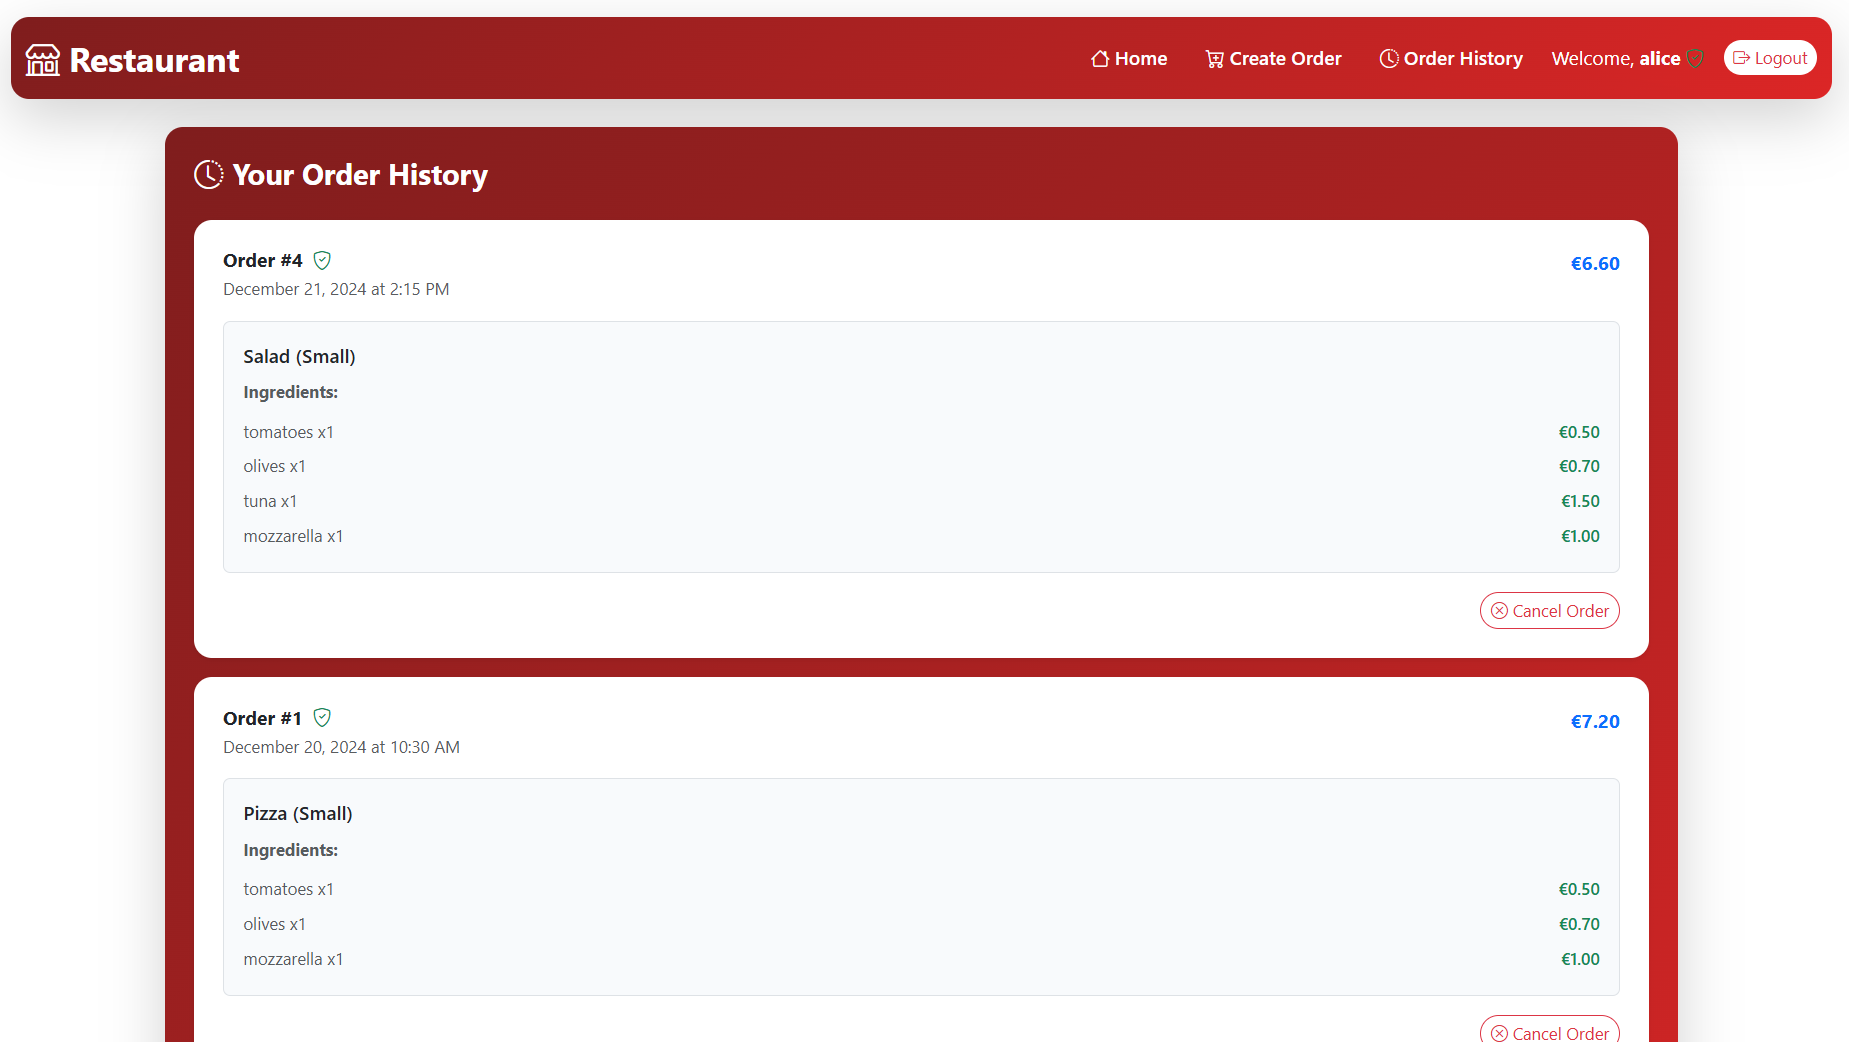 Restaurant
Home Create Order Order History Welcome, alice Logout
Your Order History
Order #4 €6.60
December 21, 2024 at 2:15 PM
Salad (Small)
Ingredients:
tomatoes x1 €0.50
olives x1 €0.70
tuna x1 €1.50
mozzarella x1 €1.00
Cancel Order
Order #1 €7.20
December 20, 2024 at 10:30 AM
Pizza (Small)
Ingredients:
tomatoes x1 €0.50
olives x1 €0.70
mozzarella x1 €1.00
Cancel Order